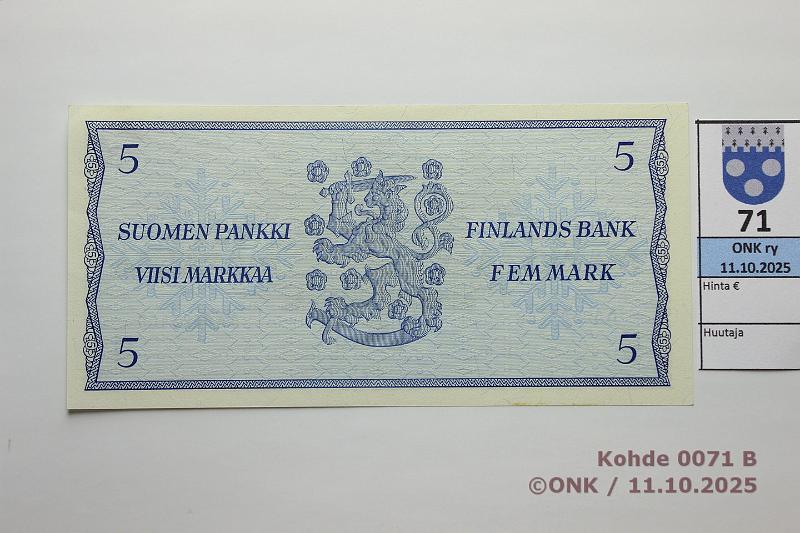 5
5
SUOMEN PANKKI
VIISI MARKKAA
FINLANDS BANK
FEM MARK
5
5
71
ONK ry
11.10.2025
Hinta €
Huutaja
Kohde 0071 B
©ONK / 11.10.2025